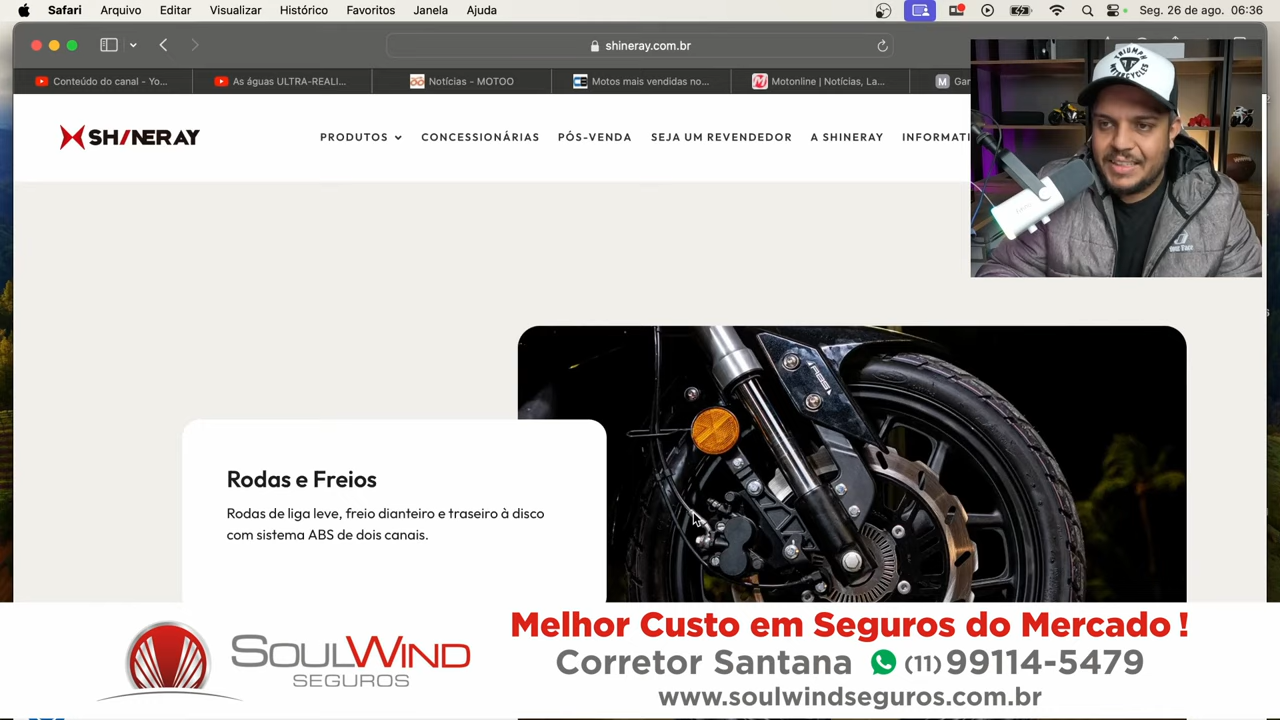 Safari Arquivo Editar Visualizar Histórico Favoritos Janela Ajuda Seg. 26 de ago. 06:36
shineray.com.br
Conteúdo do canal - Yo...
As águas ULTRA-REALI...
Notícias - MOTOO
Motos mais vendidas no...
Motonline | Notícias, La...
SHINERAY
PRODUTOS
CONCESSIONÁRIAS
PÓS-VENDA
SEJA UM REVENDEDOR
A SHINERAY
INFORMATI
TRIUMPH
ABS
Rodas e Freios
Rodas de liga leve, freio dianteiro e traseiro à disco
com sistema ABS de dois canais.
SOULWIND
SEGUROS
Melhor Custo em Seguros do Mercado !
Corretor Santana (11) 99114-5479
www.soulwindseguros.com.br